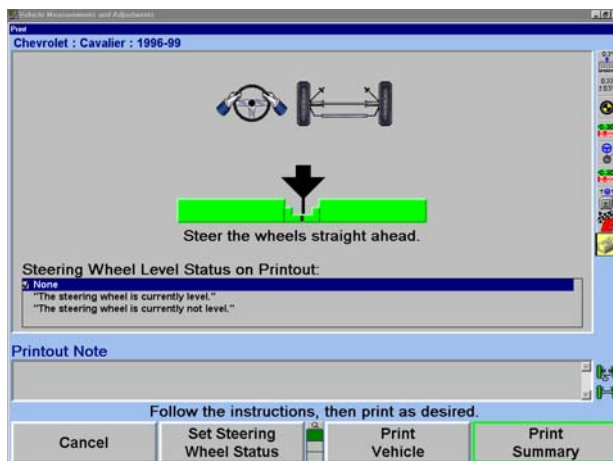 Vehicle Measurements and Adjustments
Print
Chevrolet : Cavalier : 1996-99
Steer the wheels straight ahead.
Steering Wheel Level Status on Printout:
None
"The steering wheel is currently level."
"The steering wheel is currently not level."
Printout Note
Follow the instructions, then print as desired.
Cancel
Set Steering
Wheel Status
Print
Vehicle
Print
Summary